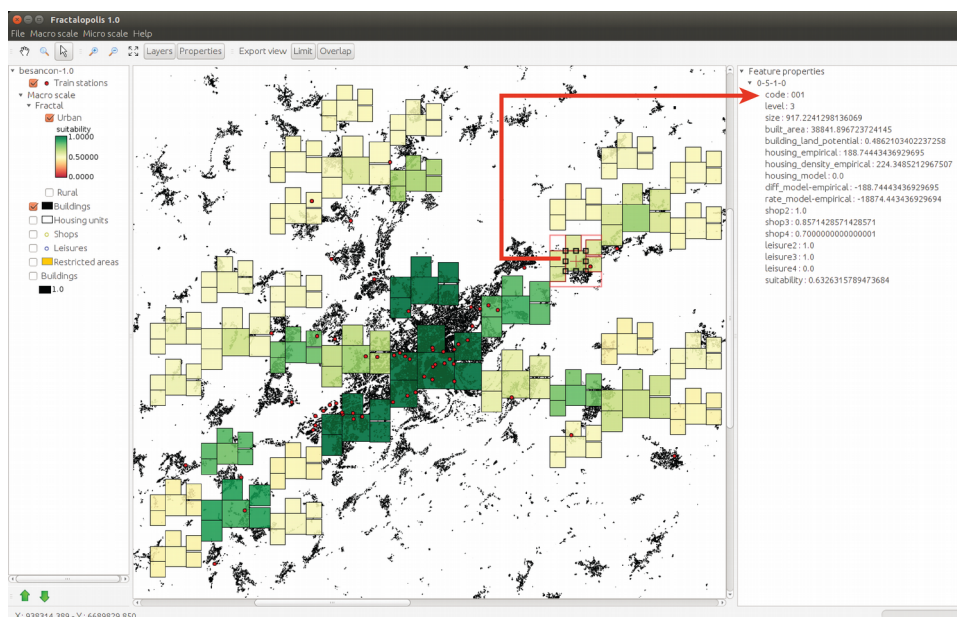 Fractalopolis 1.0
File Macro scale Micro scale Help
Layers Properties Export view Limit Overlap
besancon-1.0
Train stations
Macro scale
Fractal
Urban
suitability
1.0000
0.50000
0.0000
Rural
Buildings
Housing units
Shops
Leisures
Restricted areas
Buildings
1.0
Feature properties
0-5-1-0
code : 001
level : 3
size : 917.2241298136069
built_area : 38841.896723724145
building_land_potential : 0.4862103402237258
housing_empirical : 188.74443436929695
housing_density_empirical : 224.3485212967507
housing_model : 0.0
diff_model-empirical : -188.74443436929695
rate_model-empirical : -18874.443436929694
shop2 : 1.0
shop3 : 0.8571428571428571
shop4 : 0.7000000000000001
leisure2 : 1.0
leisure3 : 1.0
leisure4 : 0.0
suitability : 0.6326315789473684
X : 938314.389 - Y : 6689829.850